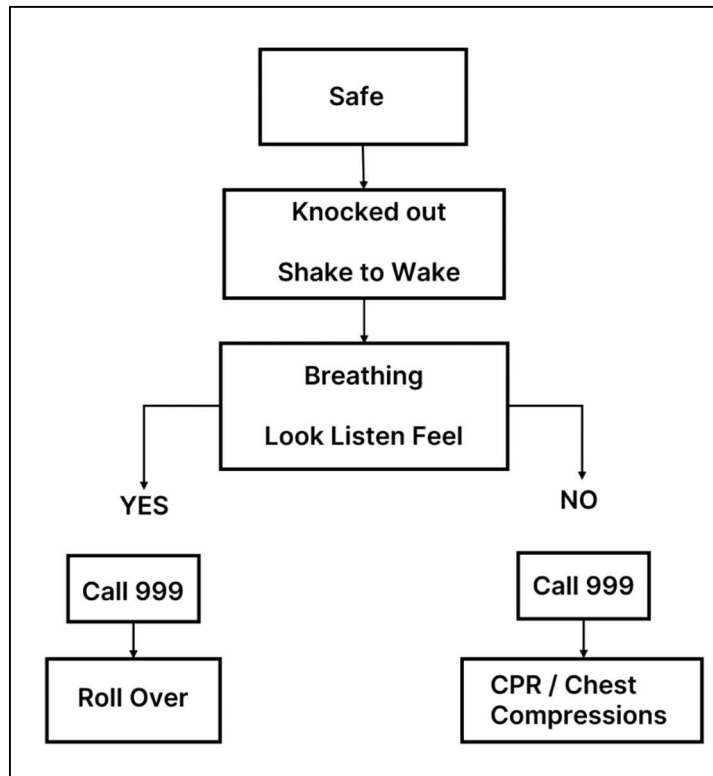 Safe
Knocked out
Shake to Wake
Breathing
Look Listen Feel
YES
NO
Call 999
Call 999
Roll Over
CPR / Chest
Compressions